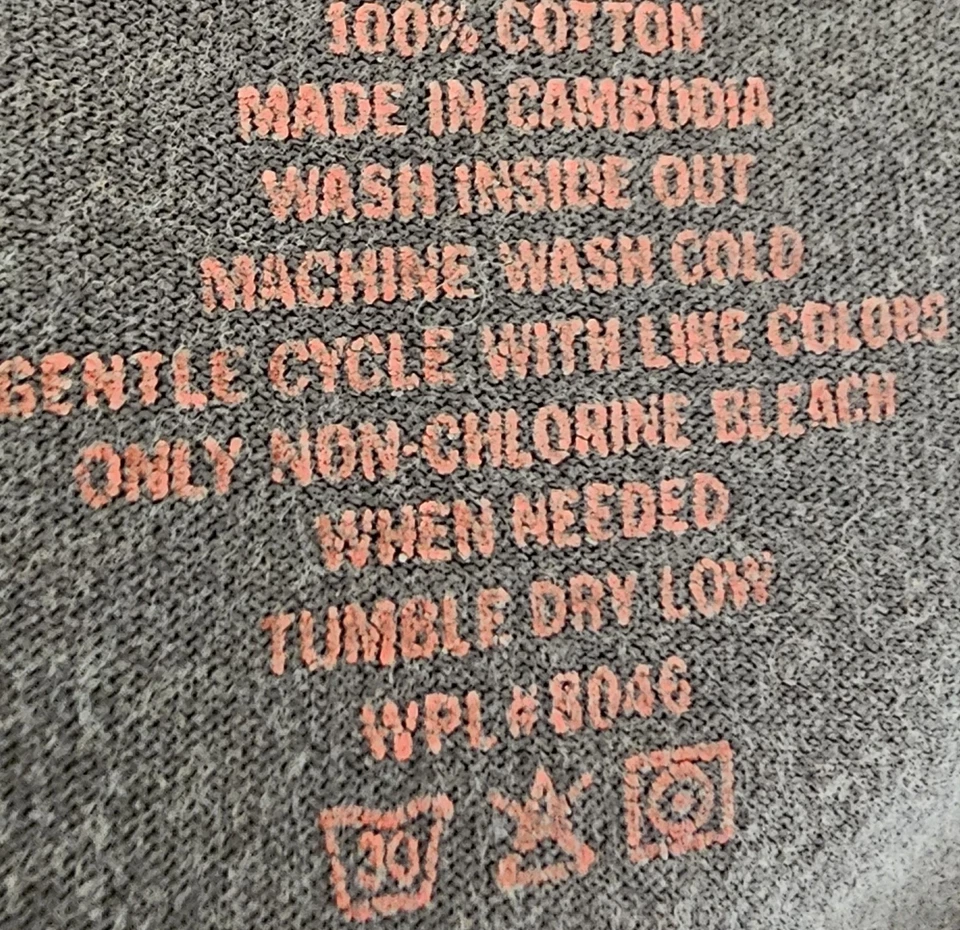 100% COTTON
MADE IN CAMBODIA
WASH INSIDE OUT
MACHINE WASH COLD
GENTLE CYCLE WITH LIKE COLORS
ONLY NON-CHLORINE BLEACH
WHEN NEEDED
TUMBLE DRY LOW
WPL #8046
30